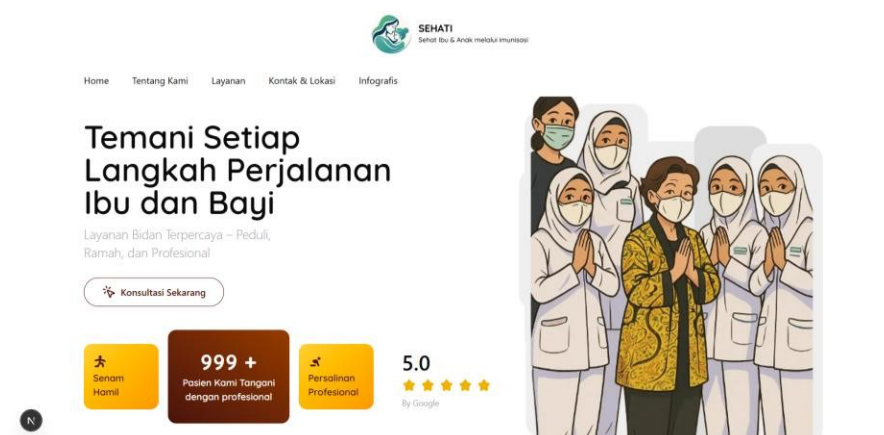 SEHATI
Sehat Ibu & Anak melalui imunisasi
Home Tentang Kami Layanan Kontak & Lokasi Infografis
Temani Setiap
Langkah Perjalanan
Ibu dan Bayi
Layanan Bidan Terpercaya – Peduli,
Ramah, dan Profesional
Konsultasi Sekarang
Senam
Hamil
999 +
Pasien Kami Tangani
dengan profesional
Persalinan
Profesional
5.0
By Google
N